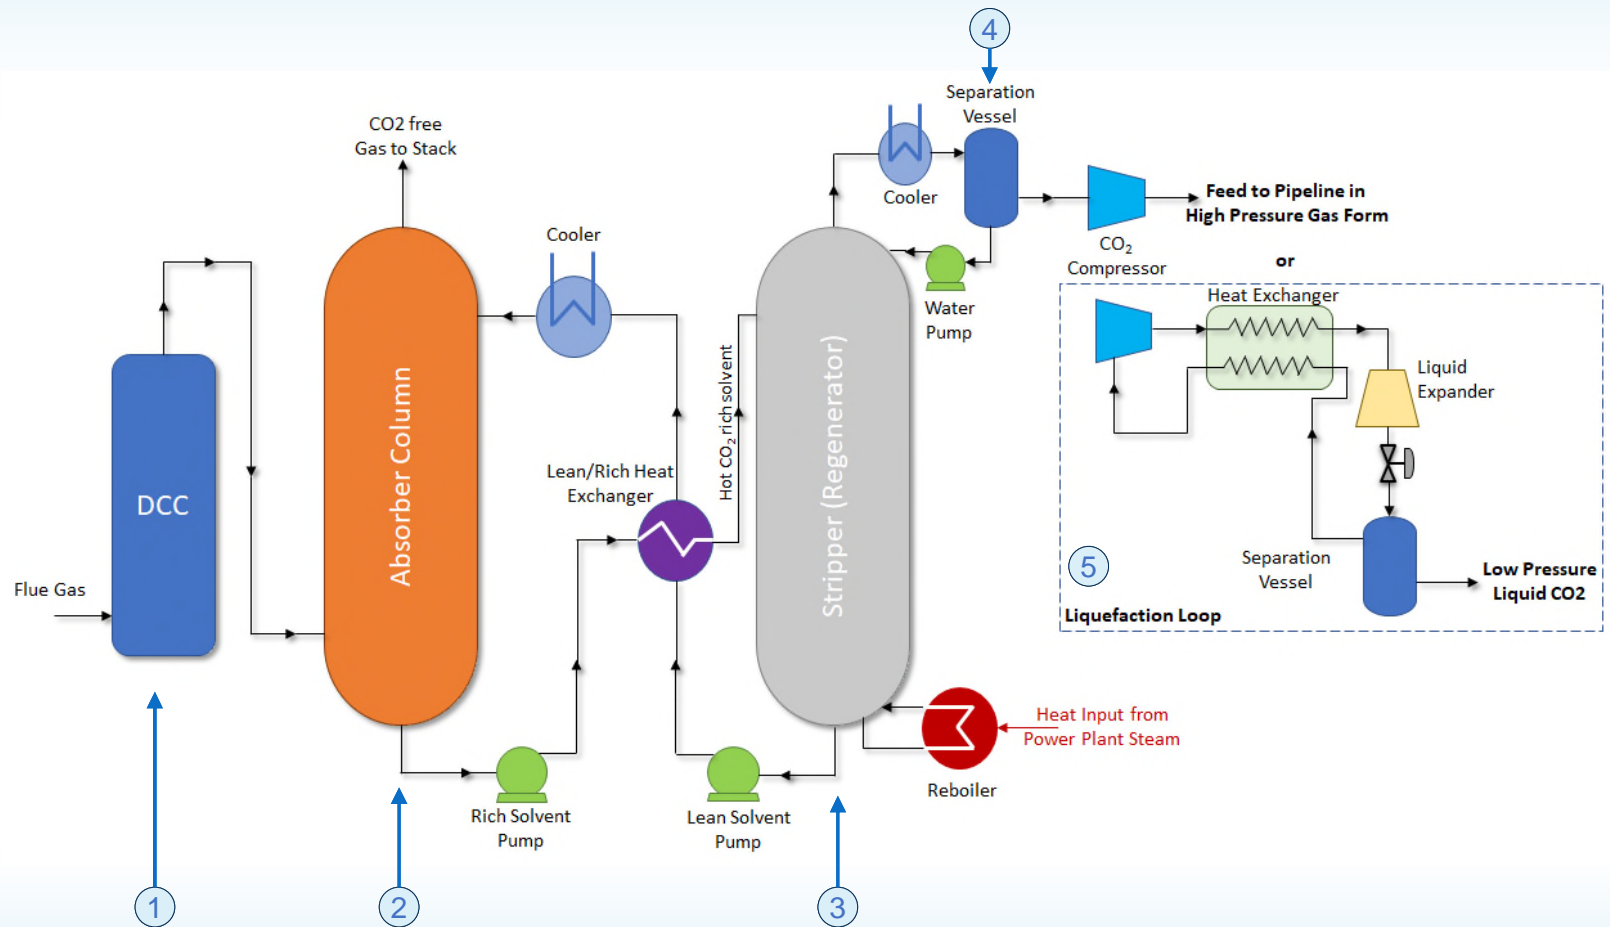 4
Separation
Vessel
CO2 free
Gas to Stack
Cooler
Feed to Pipeline in
High Pressure Gas Form
Cooler
CO₂
Compressor
or
Heat Exchanger
Water
Pump
Liquid
Expander
Hot CO₂ rich solvent
Stripper (Regenerator)
Absorber Column
Lean/Rich Heat
Exchanger
DCC
Flue Gas
5
Separation
Vessel
Low Pressure
Liquid CO2
Liquefaction Loop
Heat Input from
Power Plant Steam
Reboiler
Rich Solvent
Pump
Lean Solvent
Pump
1
2
3